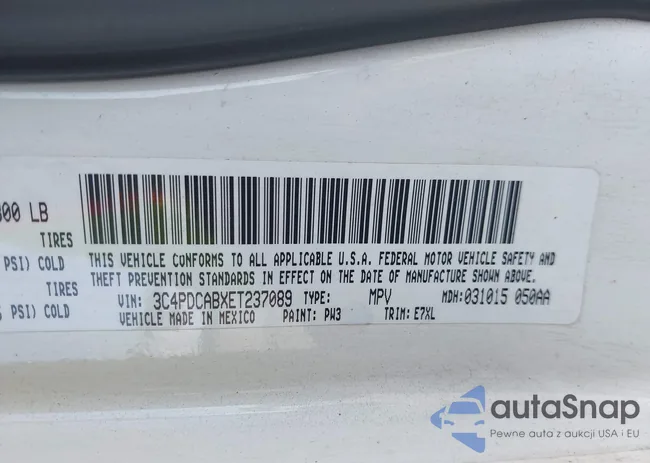 300 LB
TIRES
PSI) COLD
TIRES
PSI) COLD
THIS VEHICLE CONFORMS TO ALL APPLICABLE U.S.A. FEDERAL MOTOR VEHICLE SAFETY AND
THEFT PREVENTION STANDARDS IN EFFECT ON THE DATE OF MANUFACTURE SHOWN ABOVE.
VIN: 3C4PDCABXET237089 TYPE: MPV MDH:031015 050AA
VEHICLE MADE IN MEXICO PAINT: PW3 TRIM: E7XL
autoSnap
Pewne auta z aukcji USA i EU